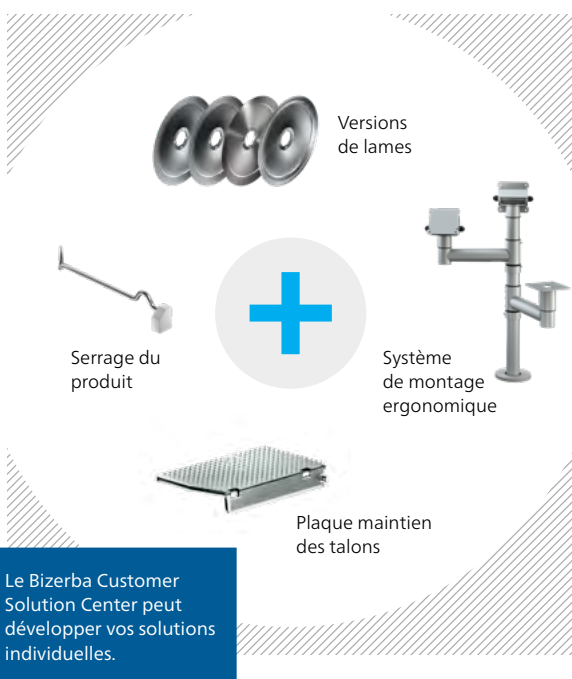 Versions
de lames
Serrage du
produit
Système
de montage
ergonomique
Plaque maintien
des talons
Le Bizerba Customer
Solution Center peut
développer vos solutions
individuelles.